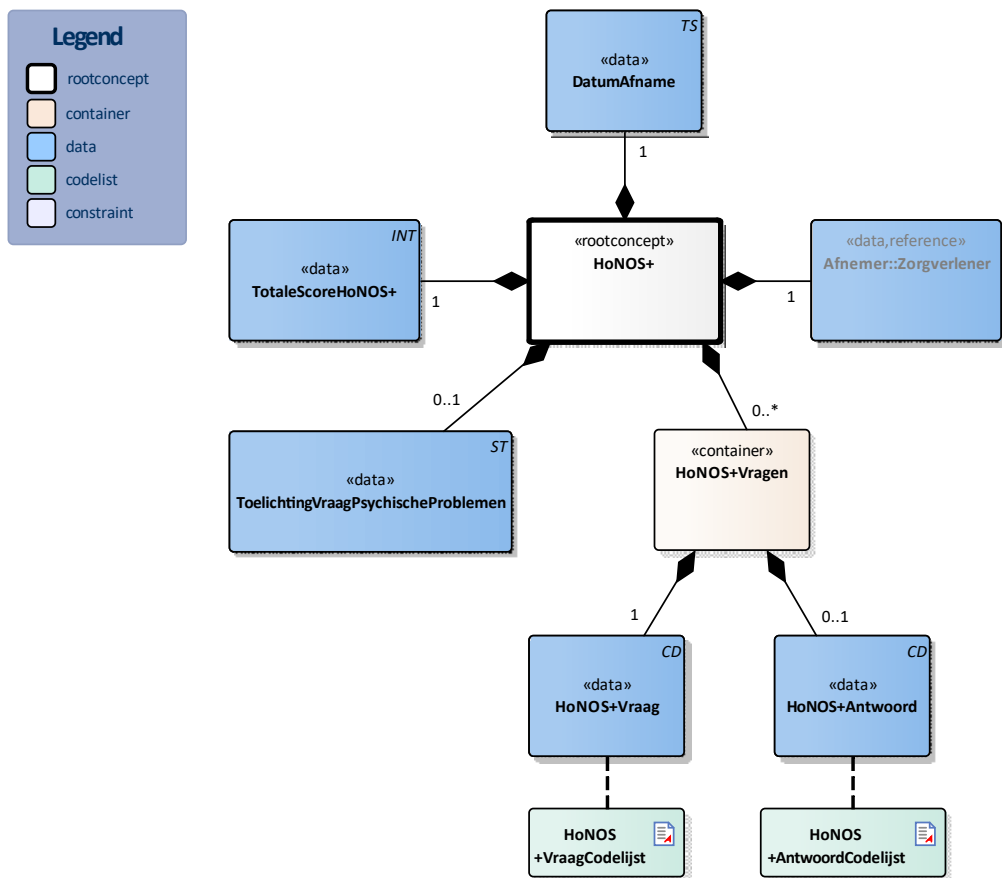 Legend
rootconcept
container
data
codelist
constraint
TS
«data»
DatumAfname
1
INT
«data»
TotaleScoreHoNOS+
1
«rootconcept»
HoNOS+
«data,reference»
Afnemer::Zorgverlener
1
0..1
0..*
ST
«data»
ToelichtingVraagPsychischeProblemen
«container»
HoNOS+Vragen
1
0..1
CD
«data»
HoNOS+Vraag
CD
«data»
HoNOS+Antwoord
HoNOS
+VraagCodelijst
HoNOS
+AntwoordCodelijst